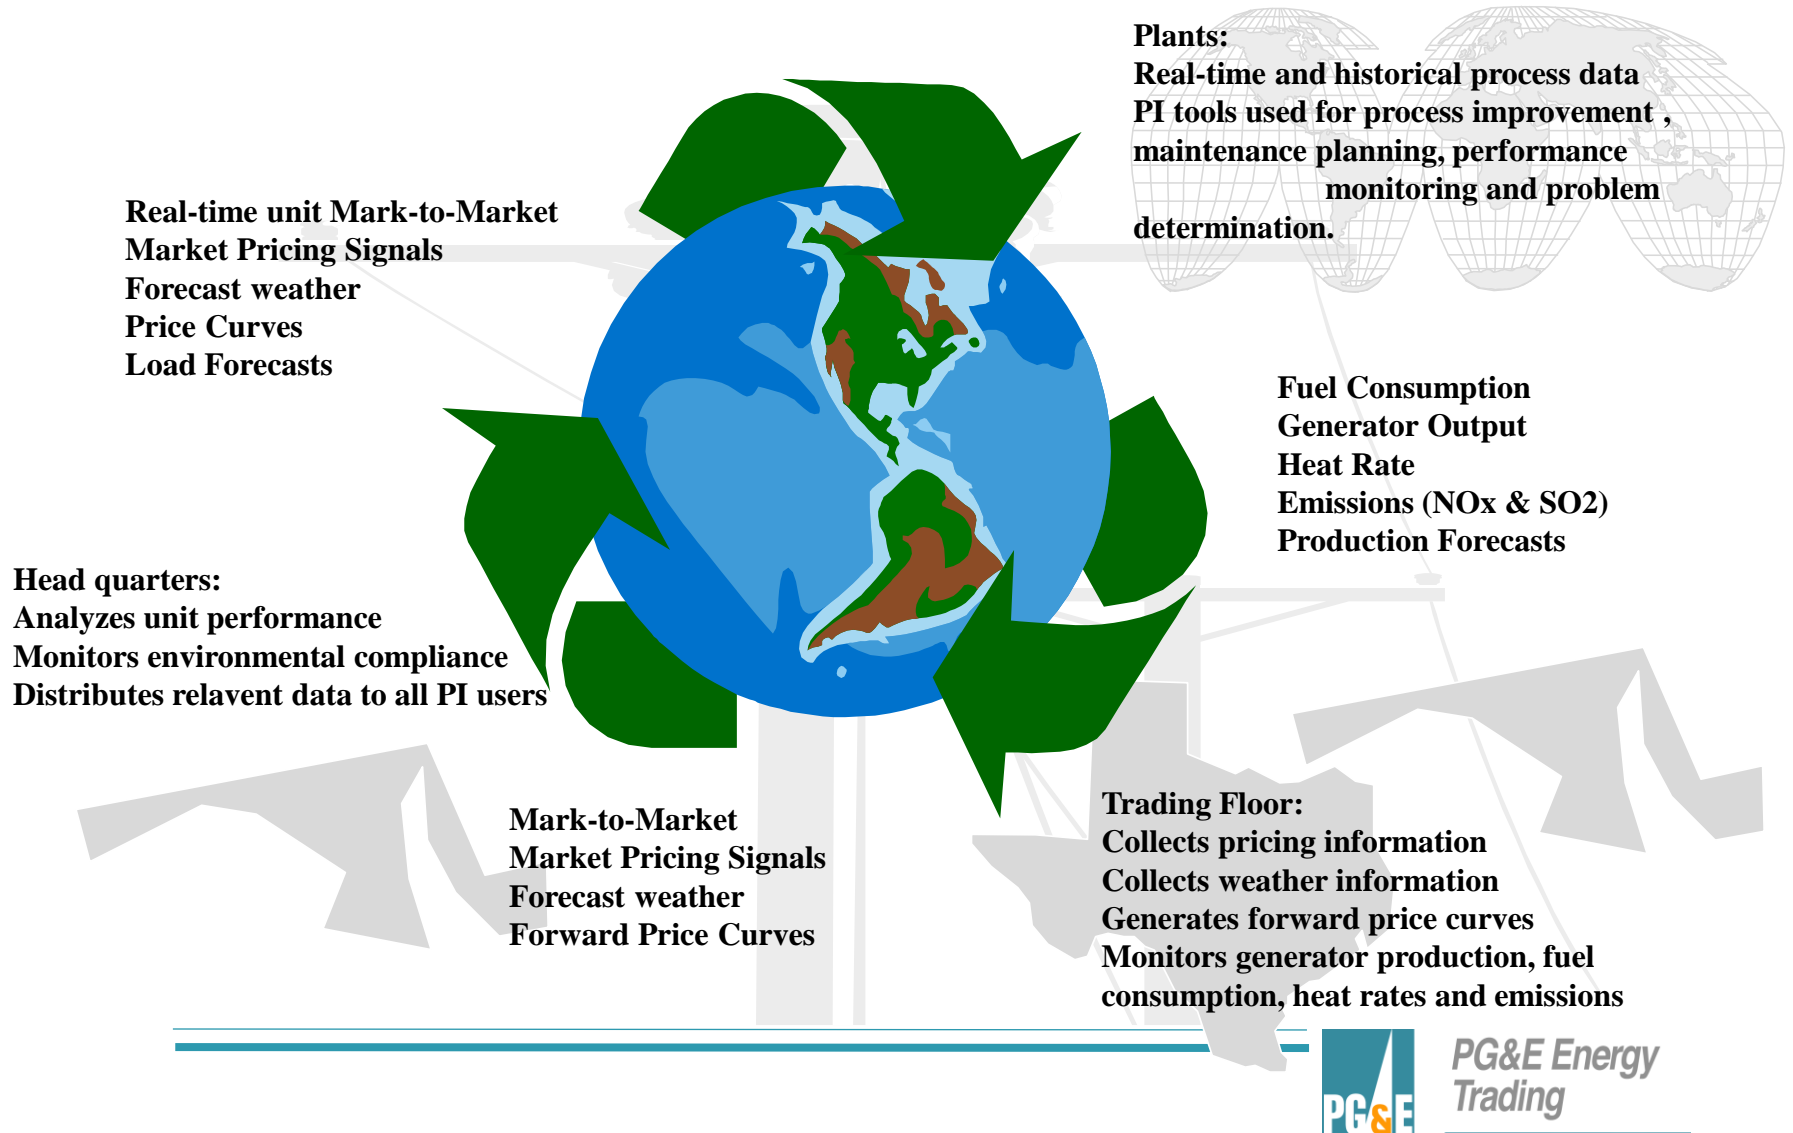 Plants:
Real-time and historical process data
PI tools used for process improvement ,
maintenance planning, performance
monitoring and problem
determination.
Real-time unit Mark-to-Market
Market Pricing Signals
Forecast weather
Price Curves
Load Forecasts
Fuel Consumption
Generator Output
Heat Rate
Emissions (NOx & SO2)
Production Forecasts
Head quarters:
Analyzes unit performance
Monitors environmental compliance
Distributes relavent data to all PI users
Mark-to-Market
Market Pricing Signals
Forecast weather
Forward Price Curves
Trading Floor:
Collects pricing information
Collects weather information
Generates forward price curves
Monitors generator production, fuel
consumption, heat rates and emissions
PG&E
PG&E Energy
Trading